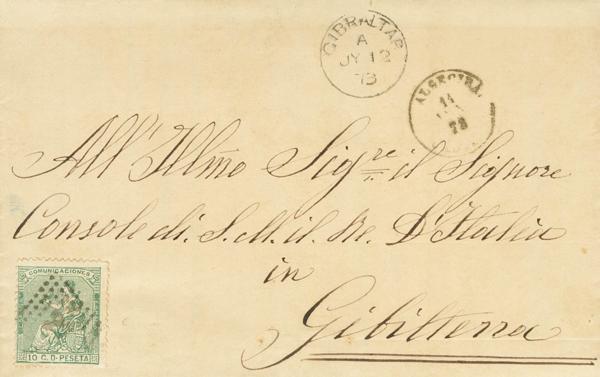 GIBRALTAR
A
JY 12
73
ALGECIRA
11
73
All' Illmo Sigre il Signore
Console di S. M. il Re D'Italia
in
Gibilterra
COMUNICACIONES
10 C. D. PESETA